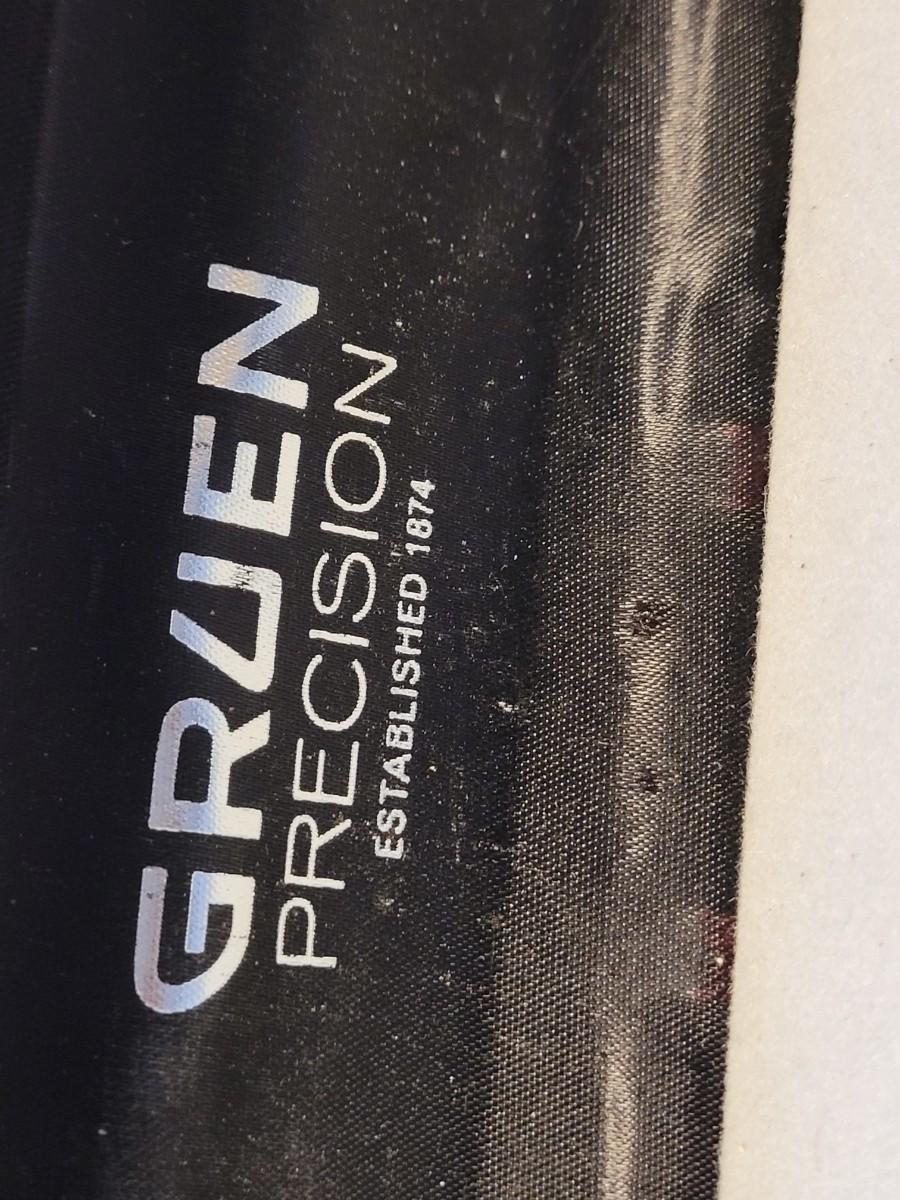 GRUEN
PRECISION
ESTABLISHED 1874